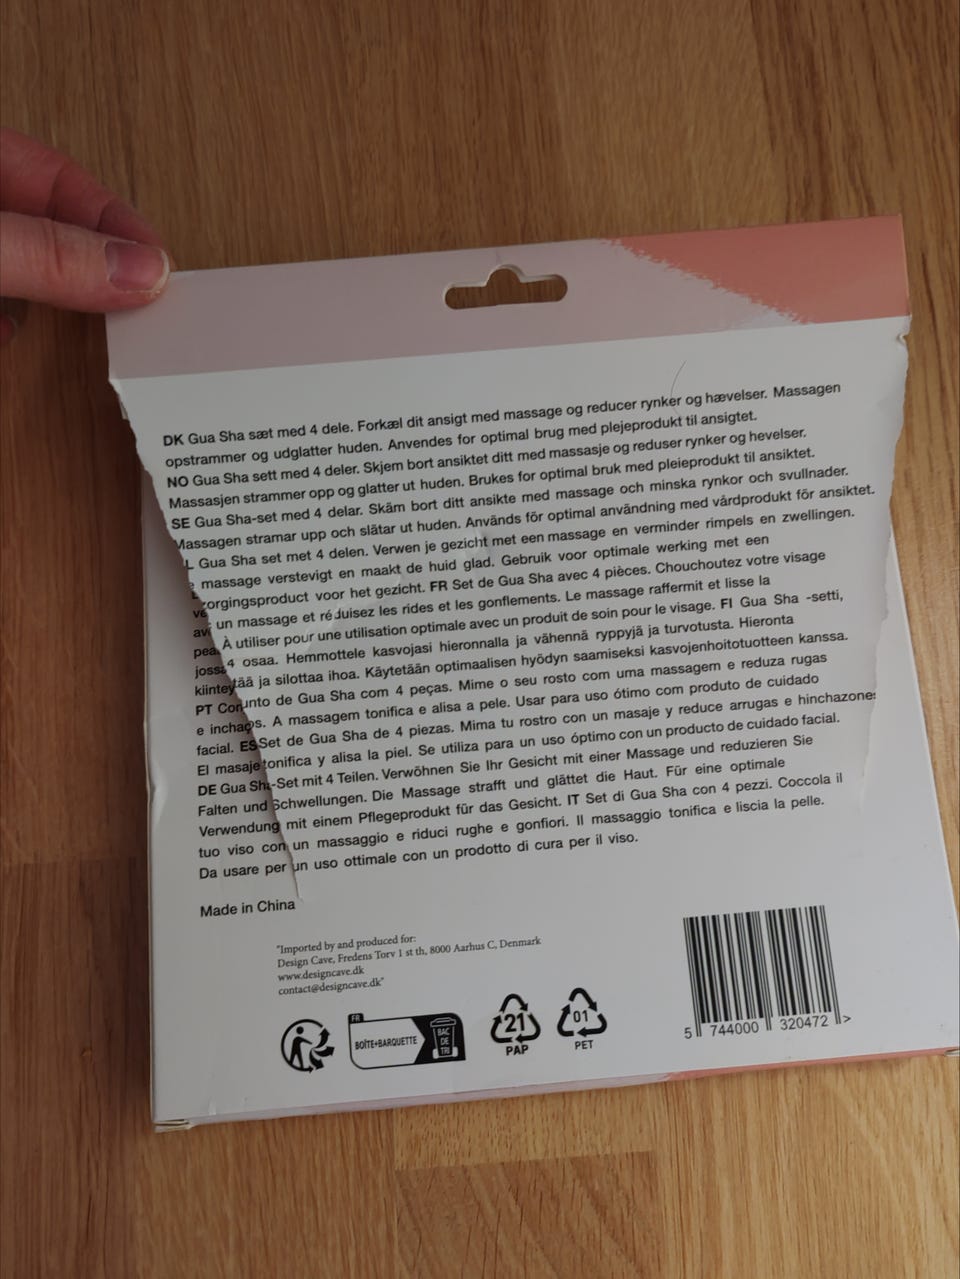 DK Gua Sha sæt med 4 dele. Forkæl dit ansigt med massage og reducer rynker og hævelser. Massagen
opstrammer og udglatter huden. Anvendes for optimal brug med plejeprodukt til ansigtet.
NO Gua Sha sett med 4 deler. Skjem bort ansiktet ditt med massasje og reduser rynker og hevelser.
Massasjen strammer opp og glatter ut huden. Brukes for optimal bruk med pleieprodukt til ansiktet.
SE Gua Sha-set med 4 delar. Skäm bort ditt ansikte med massage och minska rynkor och svullnader.
Massagen stramar upp och slätar ut huden. Används för optimal användning med vårdprodukt för ansiktet.
L Gua Sha set met 4 delen. Verwen je gezicht met een massage en verminder rimpels en zwellingen.
massage verstevigt en maakt de huid glad. Gebruik voor optimale werking met een
zorgingsproduct voor het gezicht. FR Set de Gua Sha avec 4 pièces. Chouchoutez votre visage
un massage et réduisez les rides et les gonflements. Le massage raffermit et lisse la
À utiliser pour une utilisation optimale avec un produit de soin pour le visage. FI Gua Sha -setti,
jossa 4 osaa. Hemmottele kasvojasi hieronnalla ja vähennä ryppyjä ja turvotusta. Hieronta
kiinteyttää ja silottaa ihoa. Käytetään optimaalisen hyödyn saamiseksi kasvojenhoitotuotteen kanssa.
PT Conjunto de Gua Sha com 4 peças. Mime o seu rosto com uma massagem e reduza rugas
e inchaços. A massagem tonifica e alisa a pele. Usar para uso ótimo com produto de cuidado
facial. ES Set de Gua Sha de 4 piezas. Mima tu rostro con un masaje y reduce arrugas e hinchazones.
El masaje tonifica y alisa la piel. Se utiliza para un uso óptimo con un producto de cuidado facial.
DE Gua Sha-Set mit 4 Teilen. Verwöhnen Sie Ihr Gesicht mit einer Massage und reduzieren Sie
Falten und Schwellungen. Die Massage strafft und glättet die Haut. Für eine optimale
Verwendung mit einem Pflegeprodukt für das Gesicht. IT Set di Gua Sha con 4 pezzi. Coccola il
tuo viso con un massaggio e riduci rughe e gonfiori. Il massaggio tonifica e liscia la pelle.
Da usare per un uso ottimale con un prodotto di cura per il viso.
Made in China
"Imported by and produced for:
Design Cave, Fredens Torv 1 st th, 8000 Aarhus C, Denmark
www.designcave.dk
contact@designcave.dk"
FR
BOÎTE+BARQUETTE
BAC
DE
TRI
21
PAP
01
PET
5 744000 320472 >